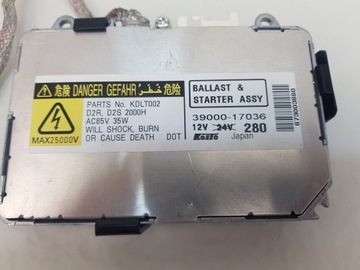 危険 DANGER GEFAHR خطر 危险
PARTS No. KDLT002
D2R, D2S 2000H
AC85V 35W
WILL SHOCK, BURN
OR CAUSE DEATH DOT
MAX25000V
BALLAST &
STARTER ASSY
39000-17036
12V 24V 280
KOITO Japan